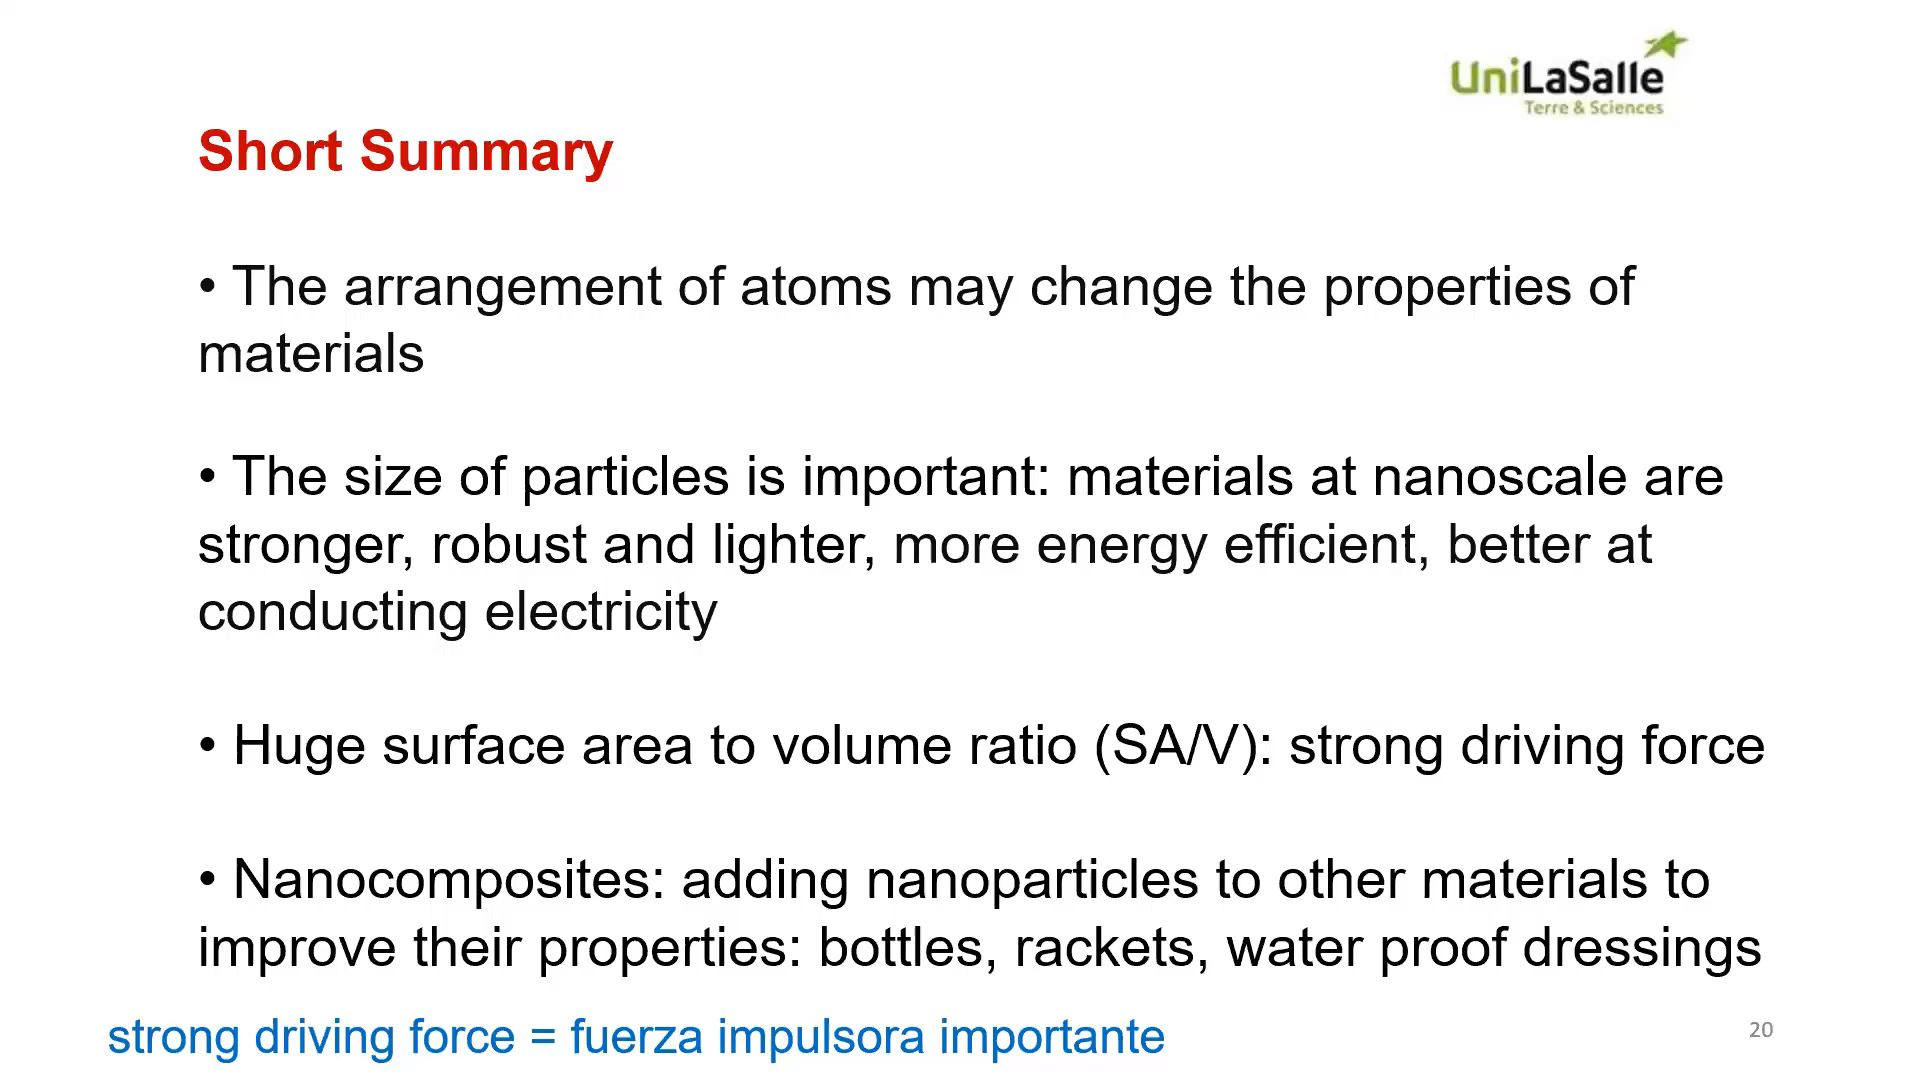 UniLaSalle
Terre & Sciences
Short Summary
• The arrangement of atoms may change the properties of
materials
• The size of particles is important: materials at nanoscale are
stronger, robust and lighter, more energy efficient, better at
conducting electricity
• Huge surface area to volume ratio (SA/V): strong driving force
• Nanocomposites: adding nanoparticles to other materials to
improve their properties: bottles, rackets, water proof dressings
strong driving force = fuerza impulsora importante
20